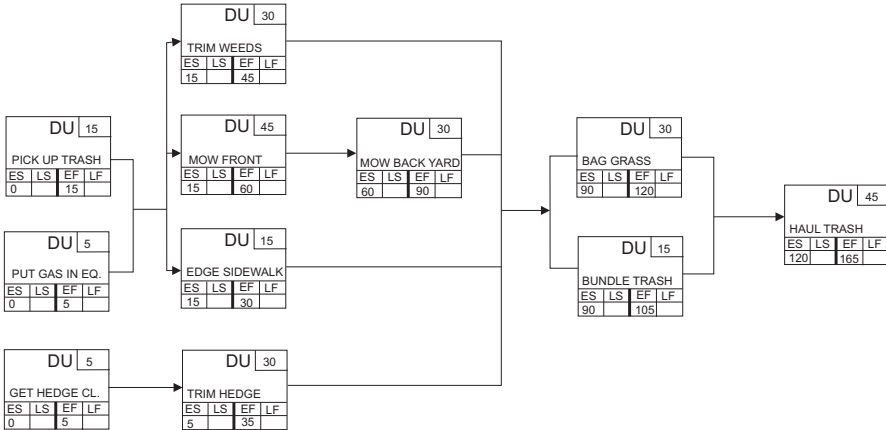 DU 30
TRIM WEEDS
ES LS EF LF
15 45
DU 15
PICK UP TRASH
ES LS EF LF
0 15
DU 45
MOW FRONT
ES LS EF LF
15 60
DU 30
MOW BACK YARD
ES LS EF LF
60 90
DU 30
BAG GRASS
ES LS EF LF
90 120
DU 45
HAUL TRASH
ES LS EF LF
120 165
DU 5
PUT GAS IN EQ.
ES LS EF LF
0 5
DU 15
EDGE SIDEWALK
ES LS EF LF
15 30
DU 15
BUNDLE TRASH
ES LS EF LF
90 105
DU 5
GET HEDGE CL.
ES LS EF LF
0 5
DU 30
TRIM HEDGE
ES LS EF LF
5 35